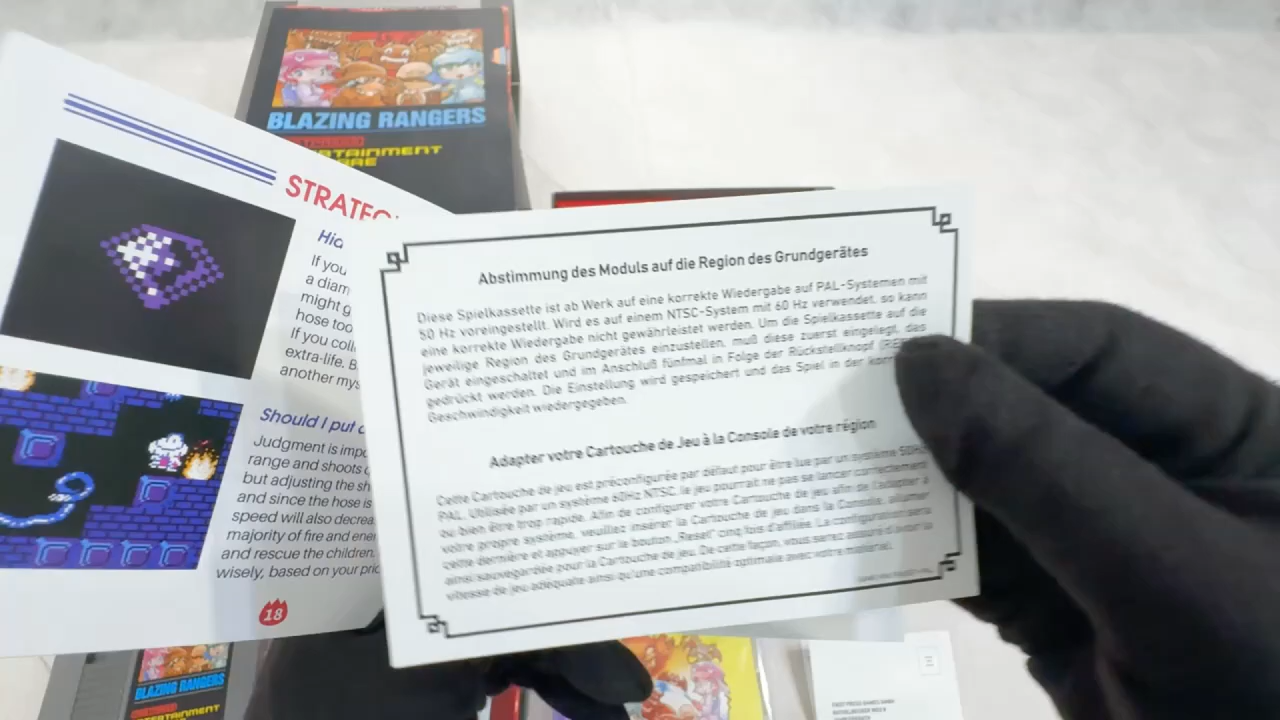 BLAZING RANGERS
STRATEG
Hid
If you
a diam
might g
hose too
If you coll
extra-life. B
another mys
Should I put o
Judgment is impo
range and shoots
but adjusting the sh
and since the hose is
speed will also decrea
majority of fire and ene
and rescue the children.
wisely, based on your prio
18
Abstimmung des Moduls auf die Region des Grundgerätes
Diese Spielkassette ist ab Werk auf eine korrekte Wiedergabe auf PAL-Systemen mit
50 Hz voreingestellt. Wird es auf einem NTSC-System mit 60 Hz verwendet, so kann
eine korrekte Wiedergabe nicht gewährleistet werden. Um die Spielkassette auf die
jeweilige Region des Grundgerätes einzustellen, muß diese zuerst eingelegt, das
Gerät eingeschaltet und im Anschluß fünfmal in Folge der Rückstellknopf
gedrückt werden. Die Einstellung wird gespeichert und das Spiel in der
Geschwindigkeit wiedergegeben.
Adapter votre Cartouche de Jeu à la Console de votre région
Cette Cartouche de jeu est préconfigurée par défaut pour être lue par un système 50Hz
PAL. Utilisée par un système 60Hz NTSC, le jeu pourrait ne pas se lancer correctement
ou bien être trop rapide. Afin de configurer votre Cartouche de jeu afin de l'adapter à
votre propre système, veuillez insérer la Cartouche de jeu dans la Console, allumer
cette dernière et appuyer sur le bouton „Reset" cinq fois d'affilée. La configuration sera
ainsi sauvegardée pour la Cartouche de jeu. De cette façon, vous serez assuré d'avoir la
vitesse de jeu adéquate ainsi qu'une compatibilité optimale avec votre matériel.
BLAZING RANGERS
ENTERTAINMENT